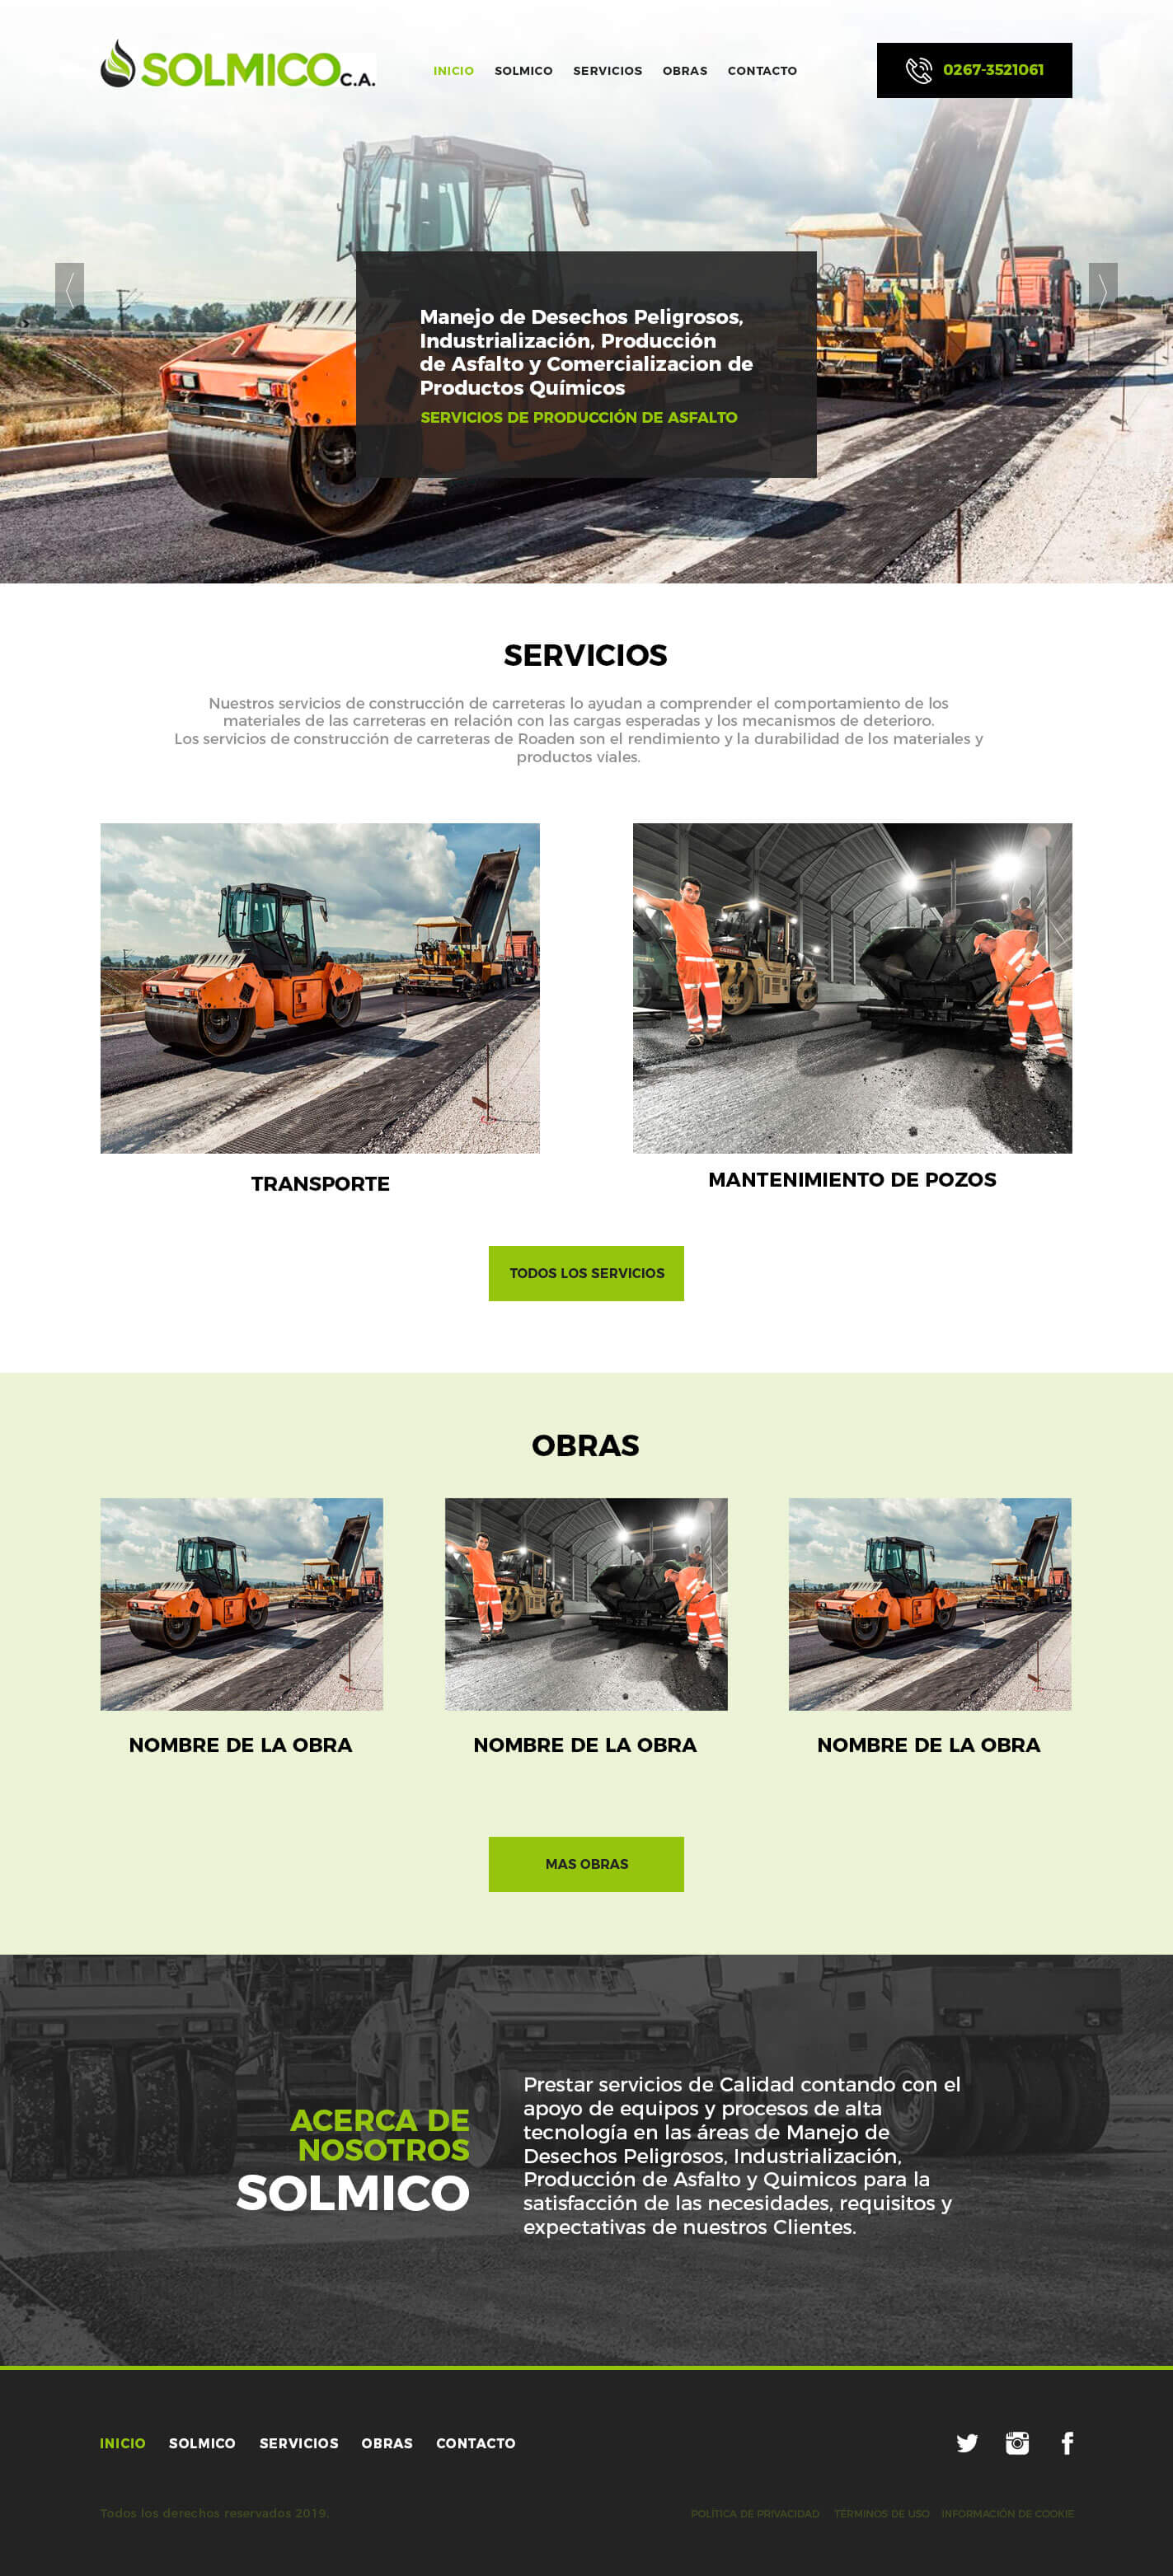 SOLMICO C.A.
INICIO SOLMICO SERVICIOS OBRAS CONTACTO
0267-3521061
Manejo de Desechos Peligrosos,
Industrialización, Producción
de Asfalto y Comercializacion de
Productos Químicos
SERVICIOS DE PRODUCCIÓN DE ASFALTO
SERVICIOS
Nuestros servicios de construcción de carreteras lo ayudan a comprender el comportamiento de los
materiales de las carreteras en relación con las cargas esperadas y los mecanismos de deterioro.
Los servicios de construcción de carreteras de Roaden son el rendimiento y la durabilidad de los materiales y
productos viales.
TRANSPORTE
MANTENIMIENTO DE POZOS
TODOS LOS SERVICIOS
OBRAS
NOMBRE DE LA OBRA
NOMBRE DE LA OBRA
NOMBRE DE LA OBRA
MAS OBRAS
ACERCA DE
NOSOTROS
SOLMICO
Prestar servicios de Calidad contando con el
apoyo de equipos y procesos de alta
tecnología en las áreas de Manejo de
Desechos Peligrosos, Industrialización,
Producción de Asfalto y Quimicos para la
satisfacción de las necesidades, requisitos y
expectativas de nuestros Clientes.
INICIO SOLMICO SERVICIOS OBRAS CONTACTO
Todos los derechos reservados 2019.
POLÍTICA DE PRIVACIDAD TÉRMINOS DE USO INFORMACIÓN DE COOKIE